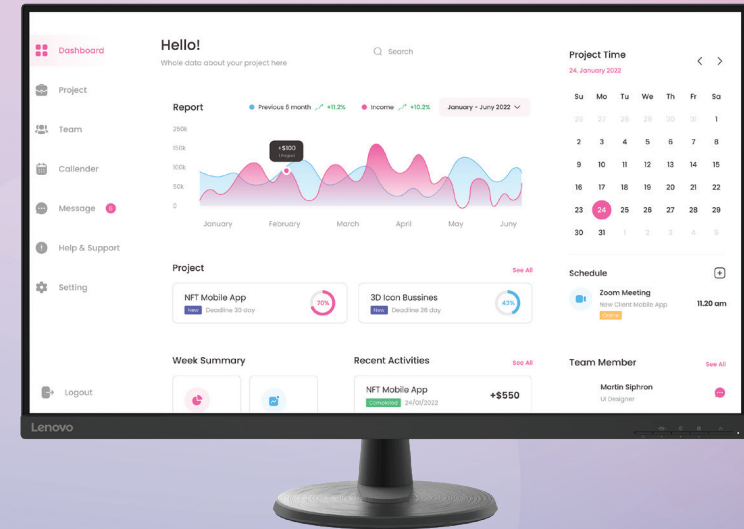 Dashboard
Project
Team
Callender
Message
Help & Support
Setting
Logout
Hello!
Whole data about your project here
Search
Report
Previous 6 month +11.2%
Income +10.2%
January - Juny 2022
250k
150k
100k
50k
0
+$100
January February March April May Juny
Project
See All
NFT Mobile App
New Deadline 30 day
70%
3D Icon Bussines
New Deadline 26 day
43%
Week Summary
Recent Activities
See All
NFT Mobile App
Completed 24/01/2022
+$550
Project Time
24, January 2022
Su Mo Tu We Th Fr Sa
26 27 28 29 30 31 1
2 3 4 5 6 7 8
9 10 11 12 13 14 15
16 17 18 19 20 21 22
23 24 25 26 27 28 29
30 31 1 2 3 4 5
Schedule
Zoom Meeting
New Client Mobile App
11.20 am
Team Member
See All
Martin Siphron
UI Designer
Lenovo